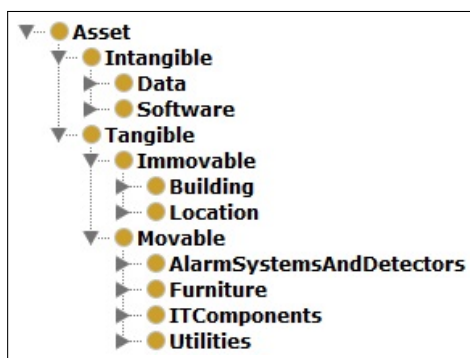 Asset
Intangible
Data
Software
Tangible
Immovable
Building
Location
Movable
AlarmSystemsAndDetectors
Furniture
ITComponents
Utilities